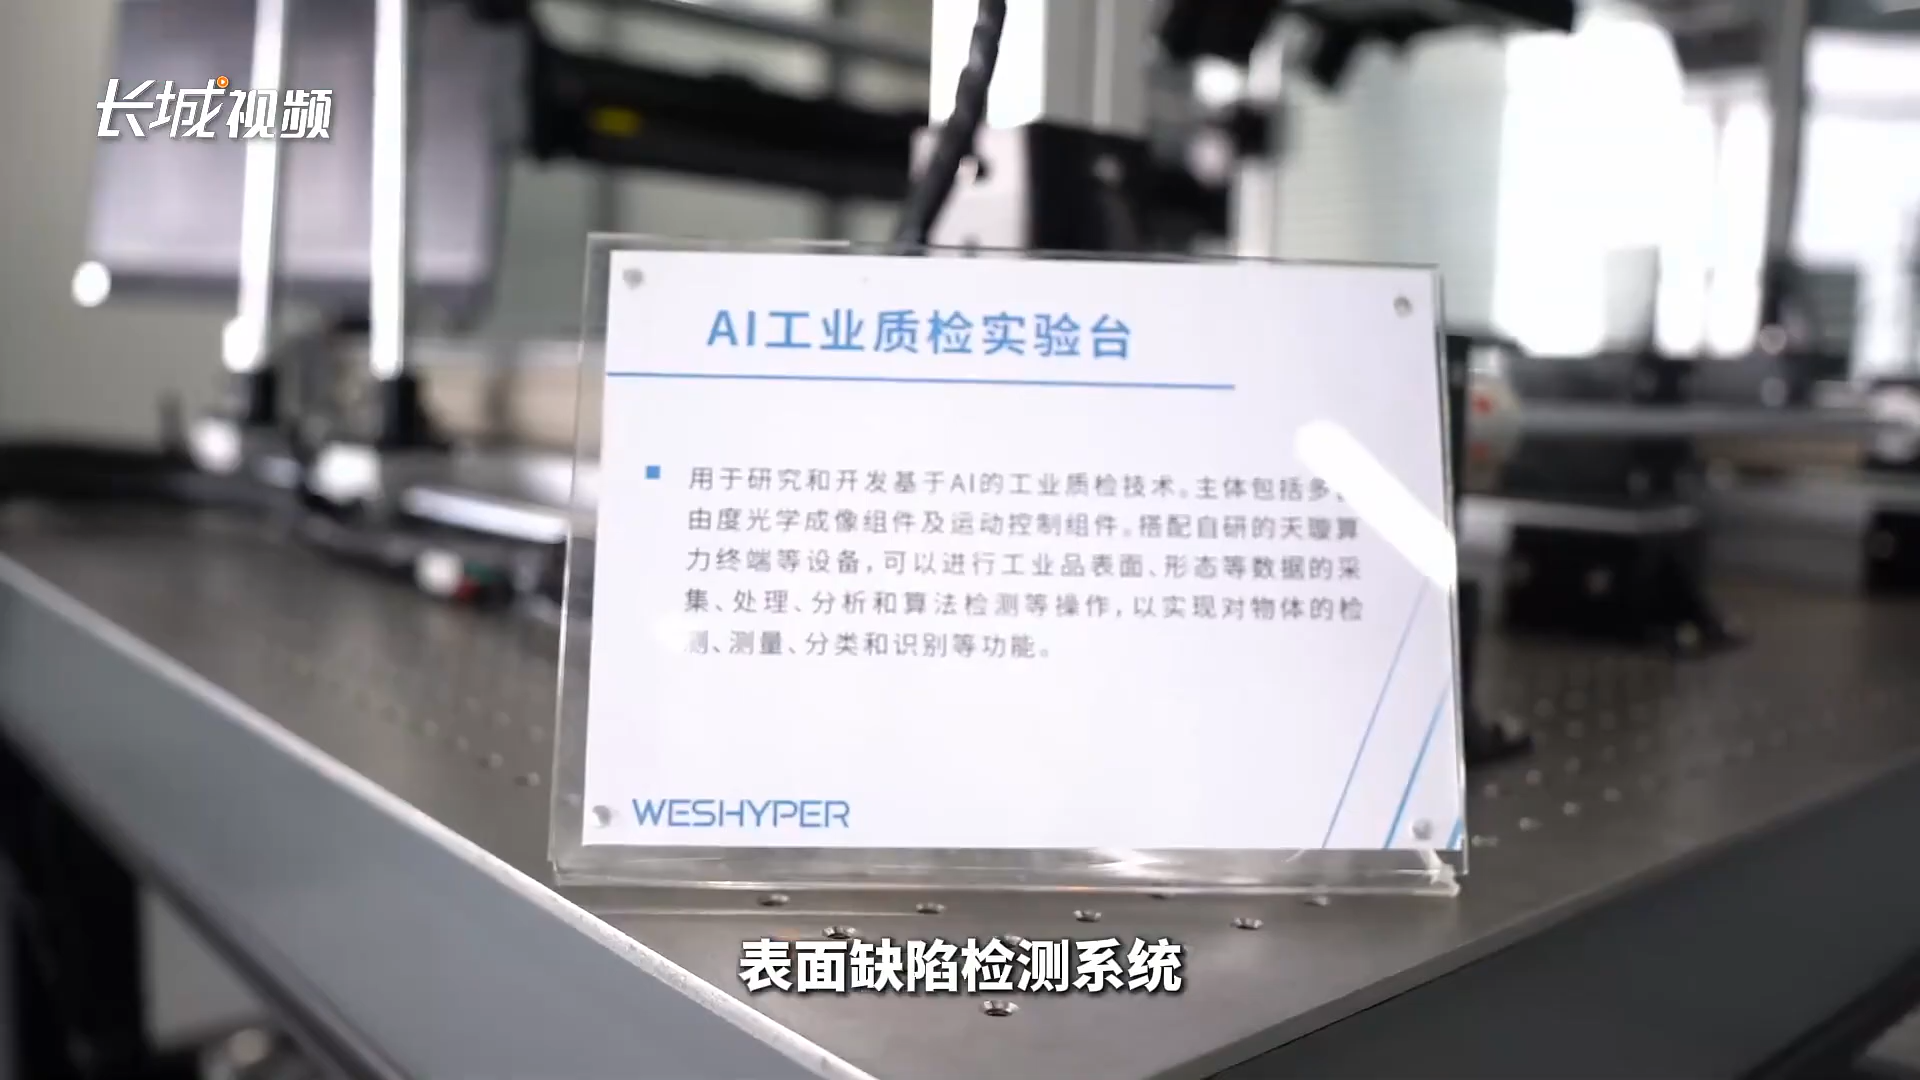 长城视频
AI工业质检实验台
用于研究和开发基于AI的工业质检技术。主体包括多
由度光学成像组件及运动控制组件。搭配自研的天璇算
力终端等设备,可以进行工业品表面、形态等数据的采
集、处理、分析和算法检测等操作,以实现对物体的检
测、测量、分类和识别等功能。
WESHYPER
表面缺陷检测系统